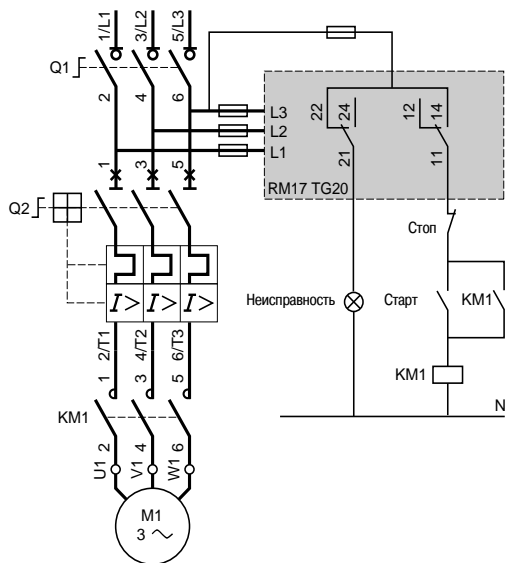 1/L1
3/L2
5/L3
Q1
2
4
6
L3
L2
L1
22
24
21
12
14
11
RM17 TG20
1
3
5
Q2
Стоп
I>
I>
I>
Неисправность
Старт
KM1
2/T1
4/T2
6/T3
1
3
5
KM1
KM1
2
4
6
N
U1
V1
W1
M1
3 ~